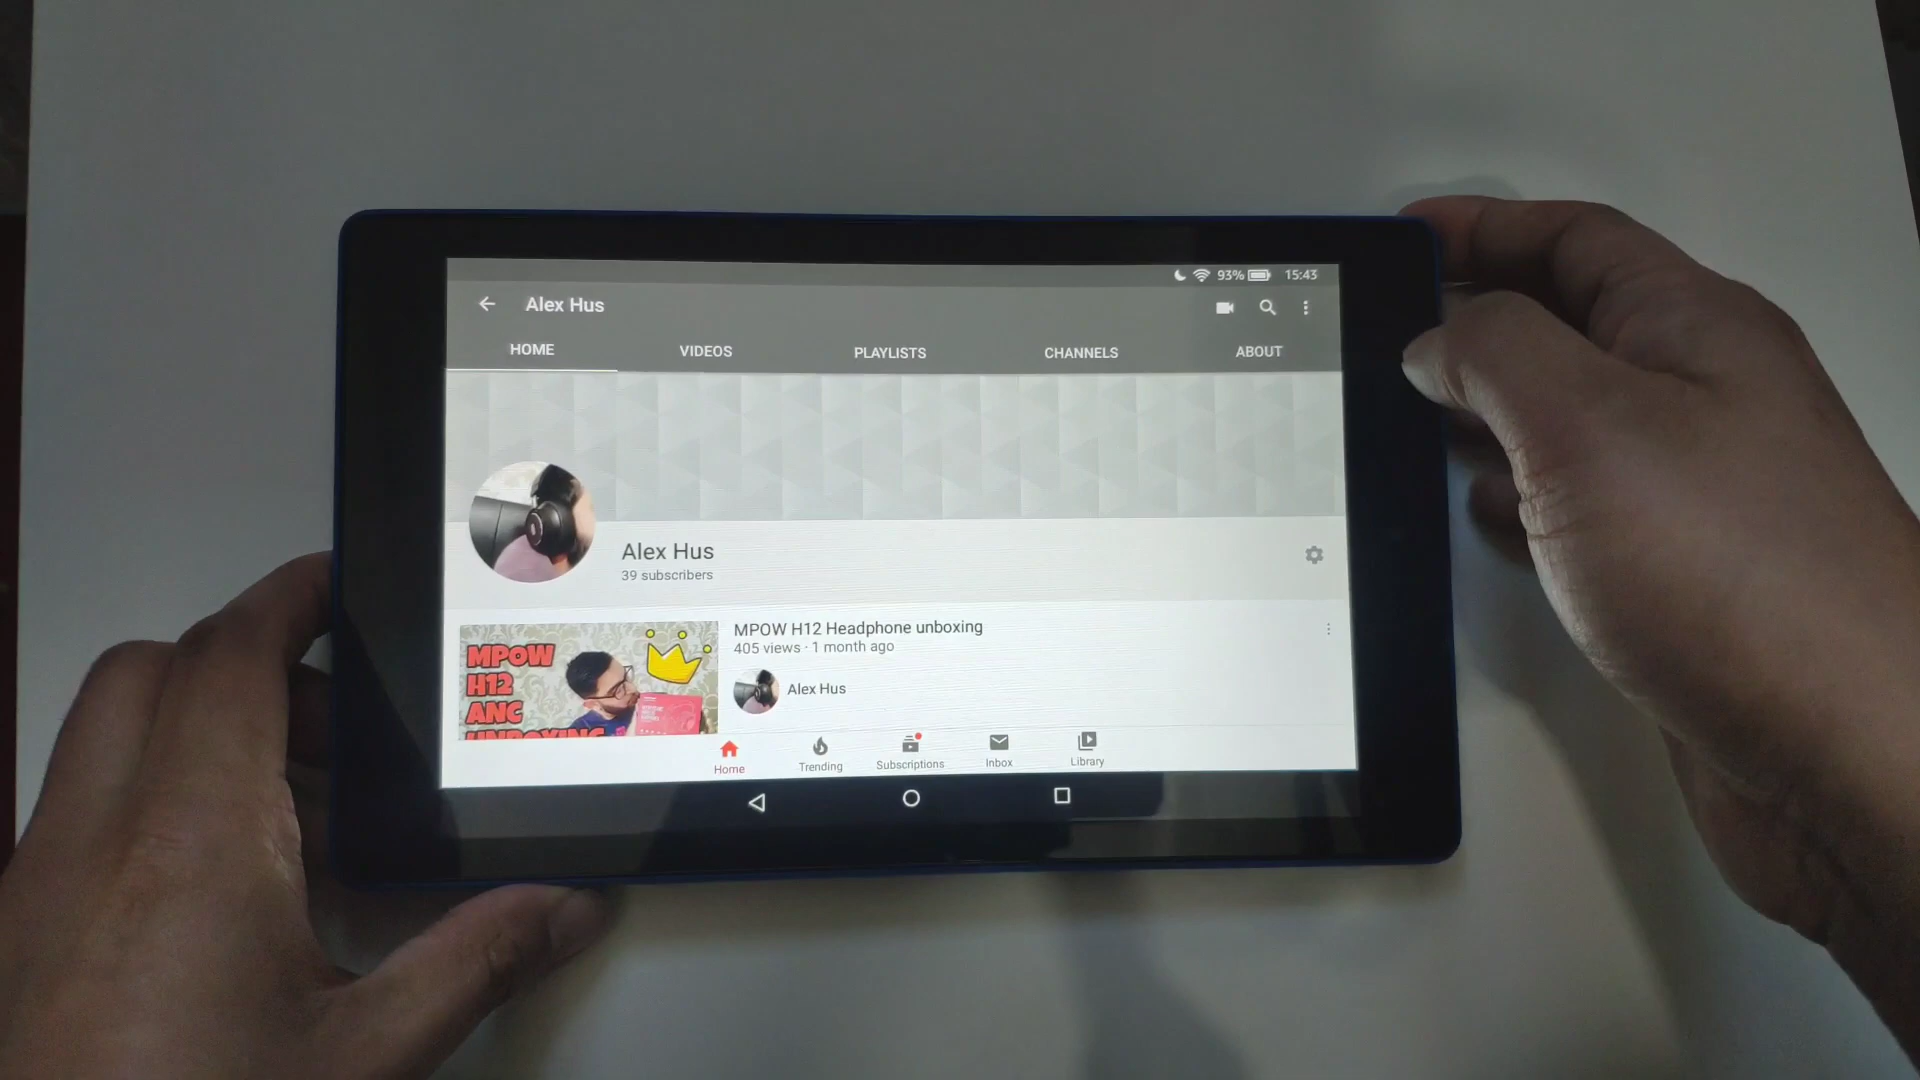 93% 15:43
Alex Hus
HOME VIDEOS PLAYLISTS CHANNELS ABOUT
Alex Hus
39 subscribers
MPOW H12 Headphone unboxing
405 views · 1 month ago
Alex Hus
MPOW
H12
ANC
UNBOXING
Home Trending Subscriptions Inbox Library